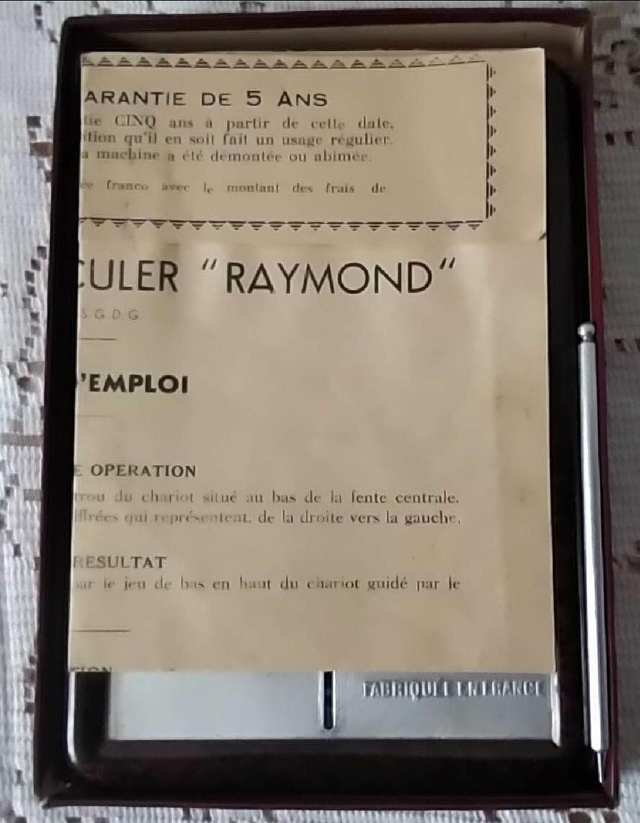 ARANTIE DE 5 ANS
tie CINQ ans à partir de cette date,
ition qu'il en soit fait un usage régulier.
a machine a été démontée ou abimée.
ée franco avec le montant des frais de
CULER "RAYMOND"
S.G.D.G.
'EMPLOI
E OPERATION
trou du chariot situé au bas de la fente centrale.
iffrées qui représentent, de la droite vers la gauche,
RESULTAT
par le jeu de bas en haut du chariot guidé par le
TION
FABRIQUÉE EN FRANCE